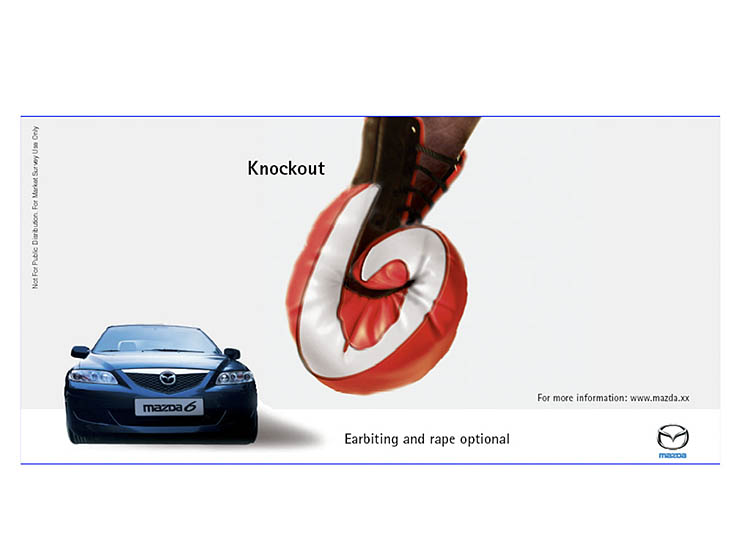 Not For Public Distribution. For Market Survey Use Only
Knockout
6
mazda6
For more information: www.mazda.xx
Earbiting and rape optional
mazda